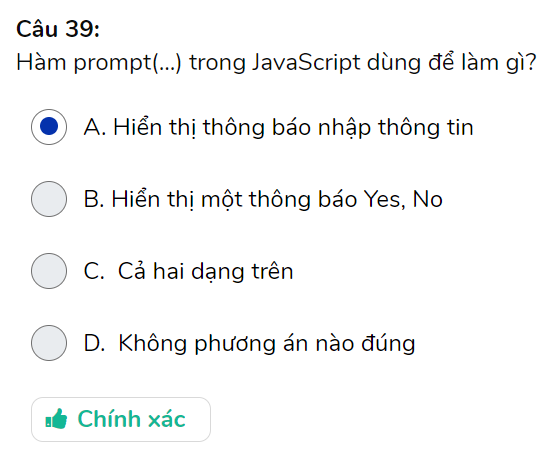 Câu 39:
Hàm prompt(...) trong JavaScript dùng để làm gì?
A. Hiển thị thông báo nhập thông tin
B. Hiển thị một thông báo Yes, No
C. Cả hai dạng trên
D. Không phương án nào đúng
Chính xác